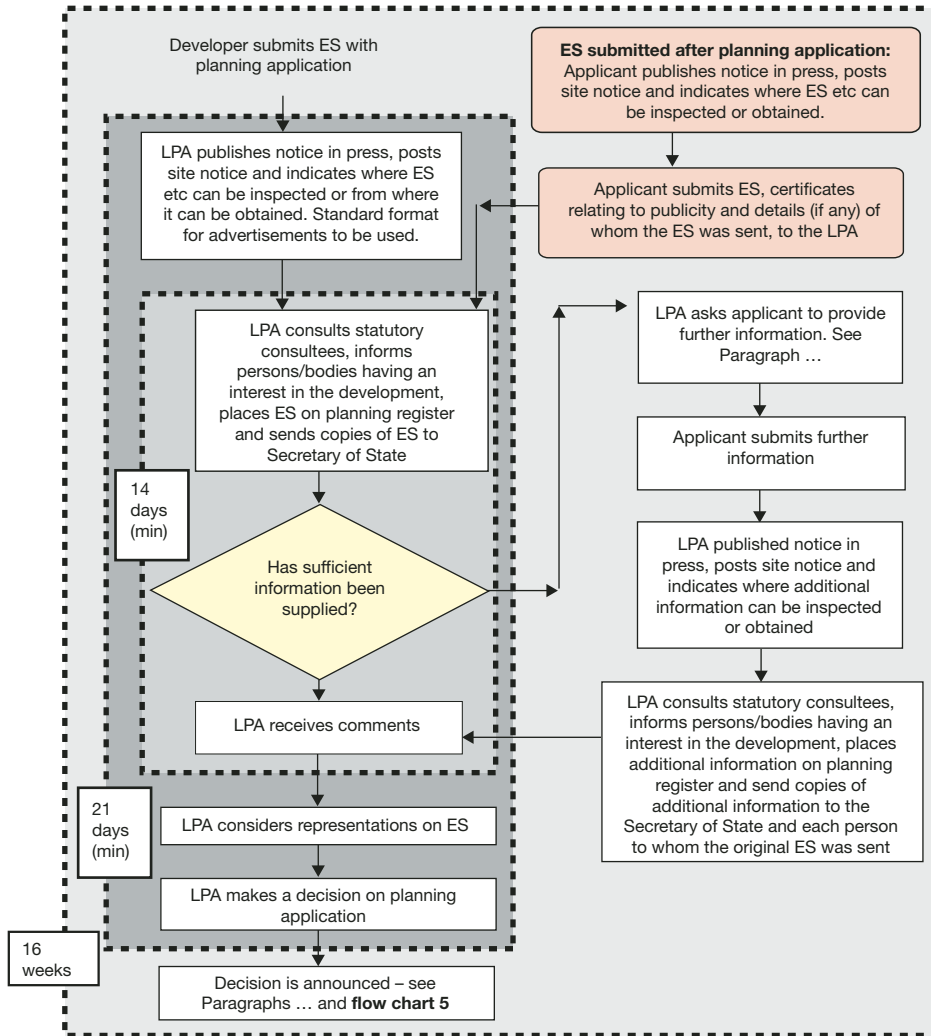 Developer submits ES with
planning application
ES submitted after planning application:
Applicant publishes notice in press, posts
site notice and indicates where ES etc can
be inspected or obtained.
LPA publishes notice in press, posts
site notice and indicates where ES
etc can be inspected or from where
it can be obtained. Standard format
for advertisements to be used.
Applicant submits ES, certificates
relating to publicity and details (if any) of
whom the ES was sent, to the LPA
LPA consults statutory
consultees, informs
persons/bodies having an
interest in the development,
places ES on planning register
and sends copies of ES to
Secretary of State
LPA asks applicant to provide
further information. See
Paragraph ...
Applicant submits further
information
14
days
(min)
Has sufficient
information been
supplied?
LPA published notice in
press, posts site notice and
indicates where additional
information can be inspected
or obtained
LPA receives comments
LPA consults statutory consultees,
informs persons/bodies having an
interest in the development, places
additional information on planning
register and send copies of
additional information to the
Secretary of State and each person
to whom the original ES was sent
21
days
(min)
LPA considers representations on ES
LPA makes a decision on planning
application
16
weeks
Decision is announced – see
Paragraphs ... and flow chart 5